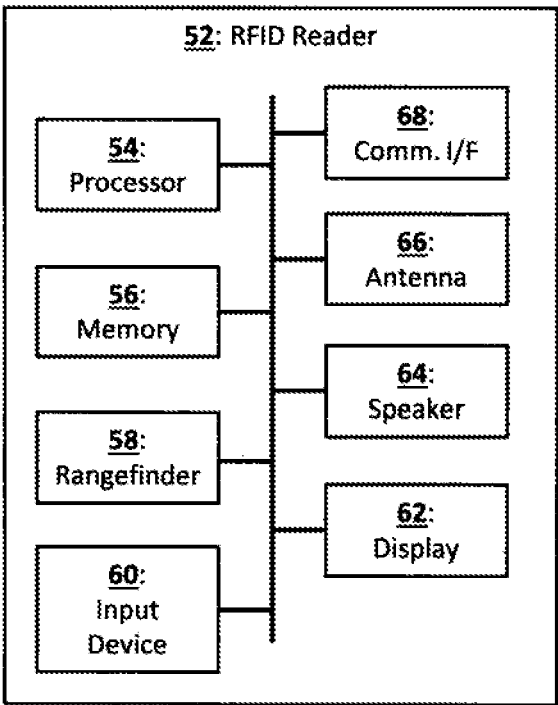 52: RFID Reader
54:
Processor
56:
Memory
58:
Rangefinder
60:
Input
Device
68:
Comm. I/F
66:
Antenna
64:
Speaker
62:
Display